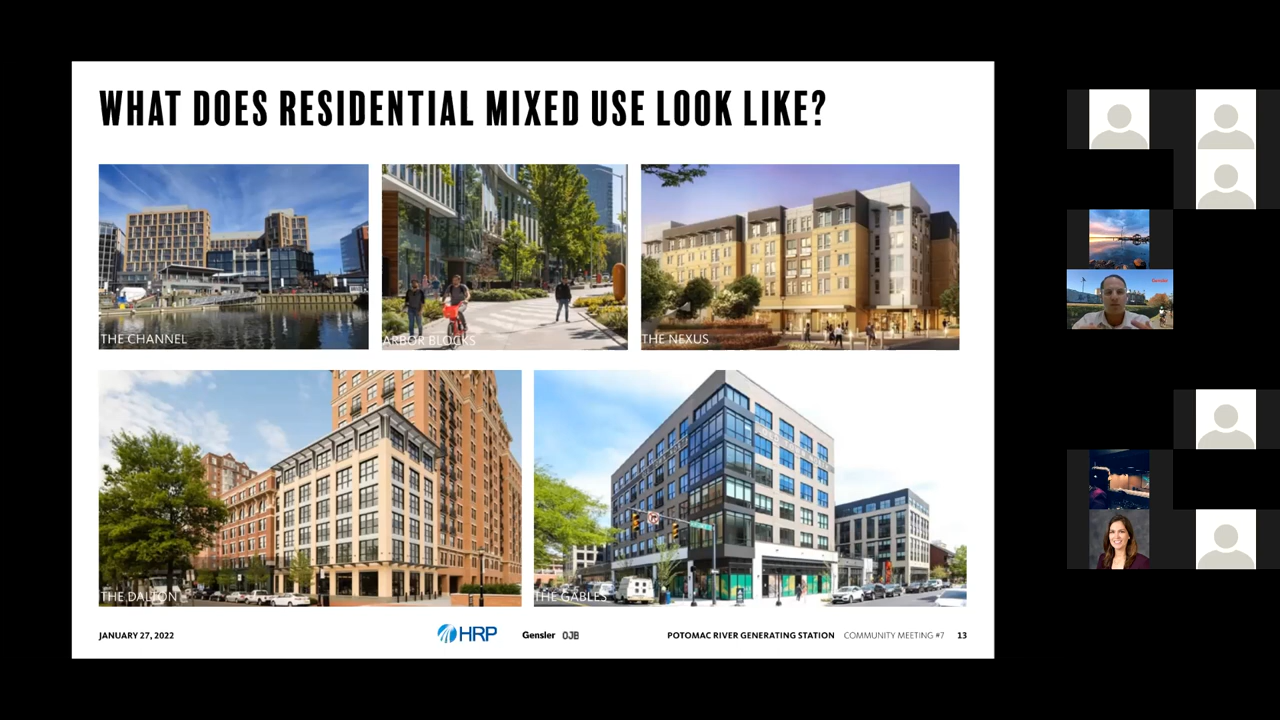 WHAT DOES RESIDENTIAL MIXED USE LOOK LIKE?
THE CHANNEL
ARBOR BLOCKS
THE NEXUS
THE DALTON
THE GABLES
JANUARY 27, 2022
HRP
Gensler
OJB
POTOMAC RIVER GENERATING STATION COMMUNITY MEETING #7 13